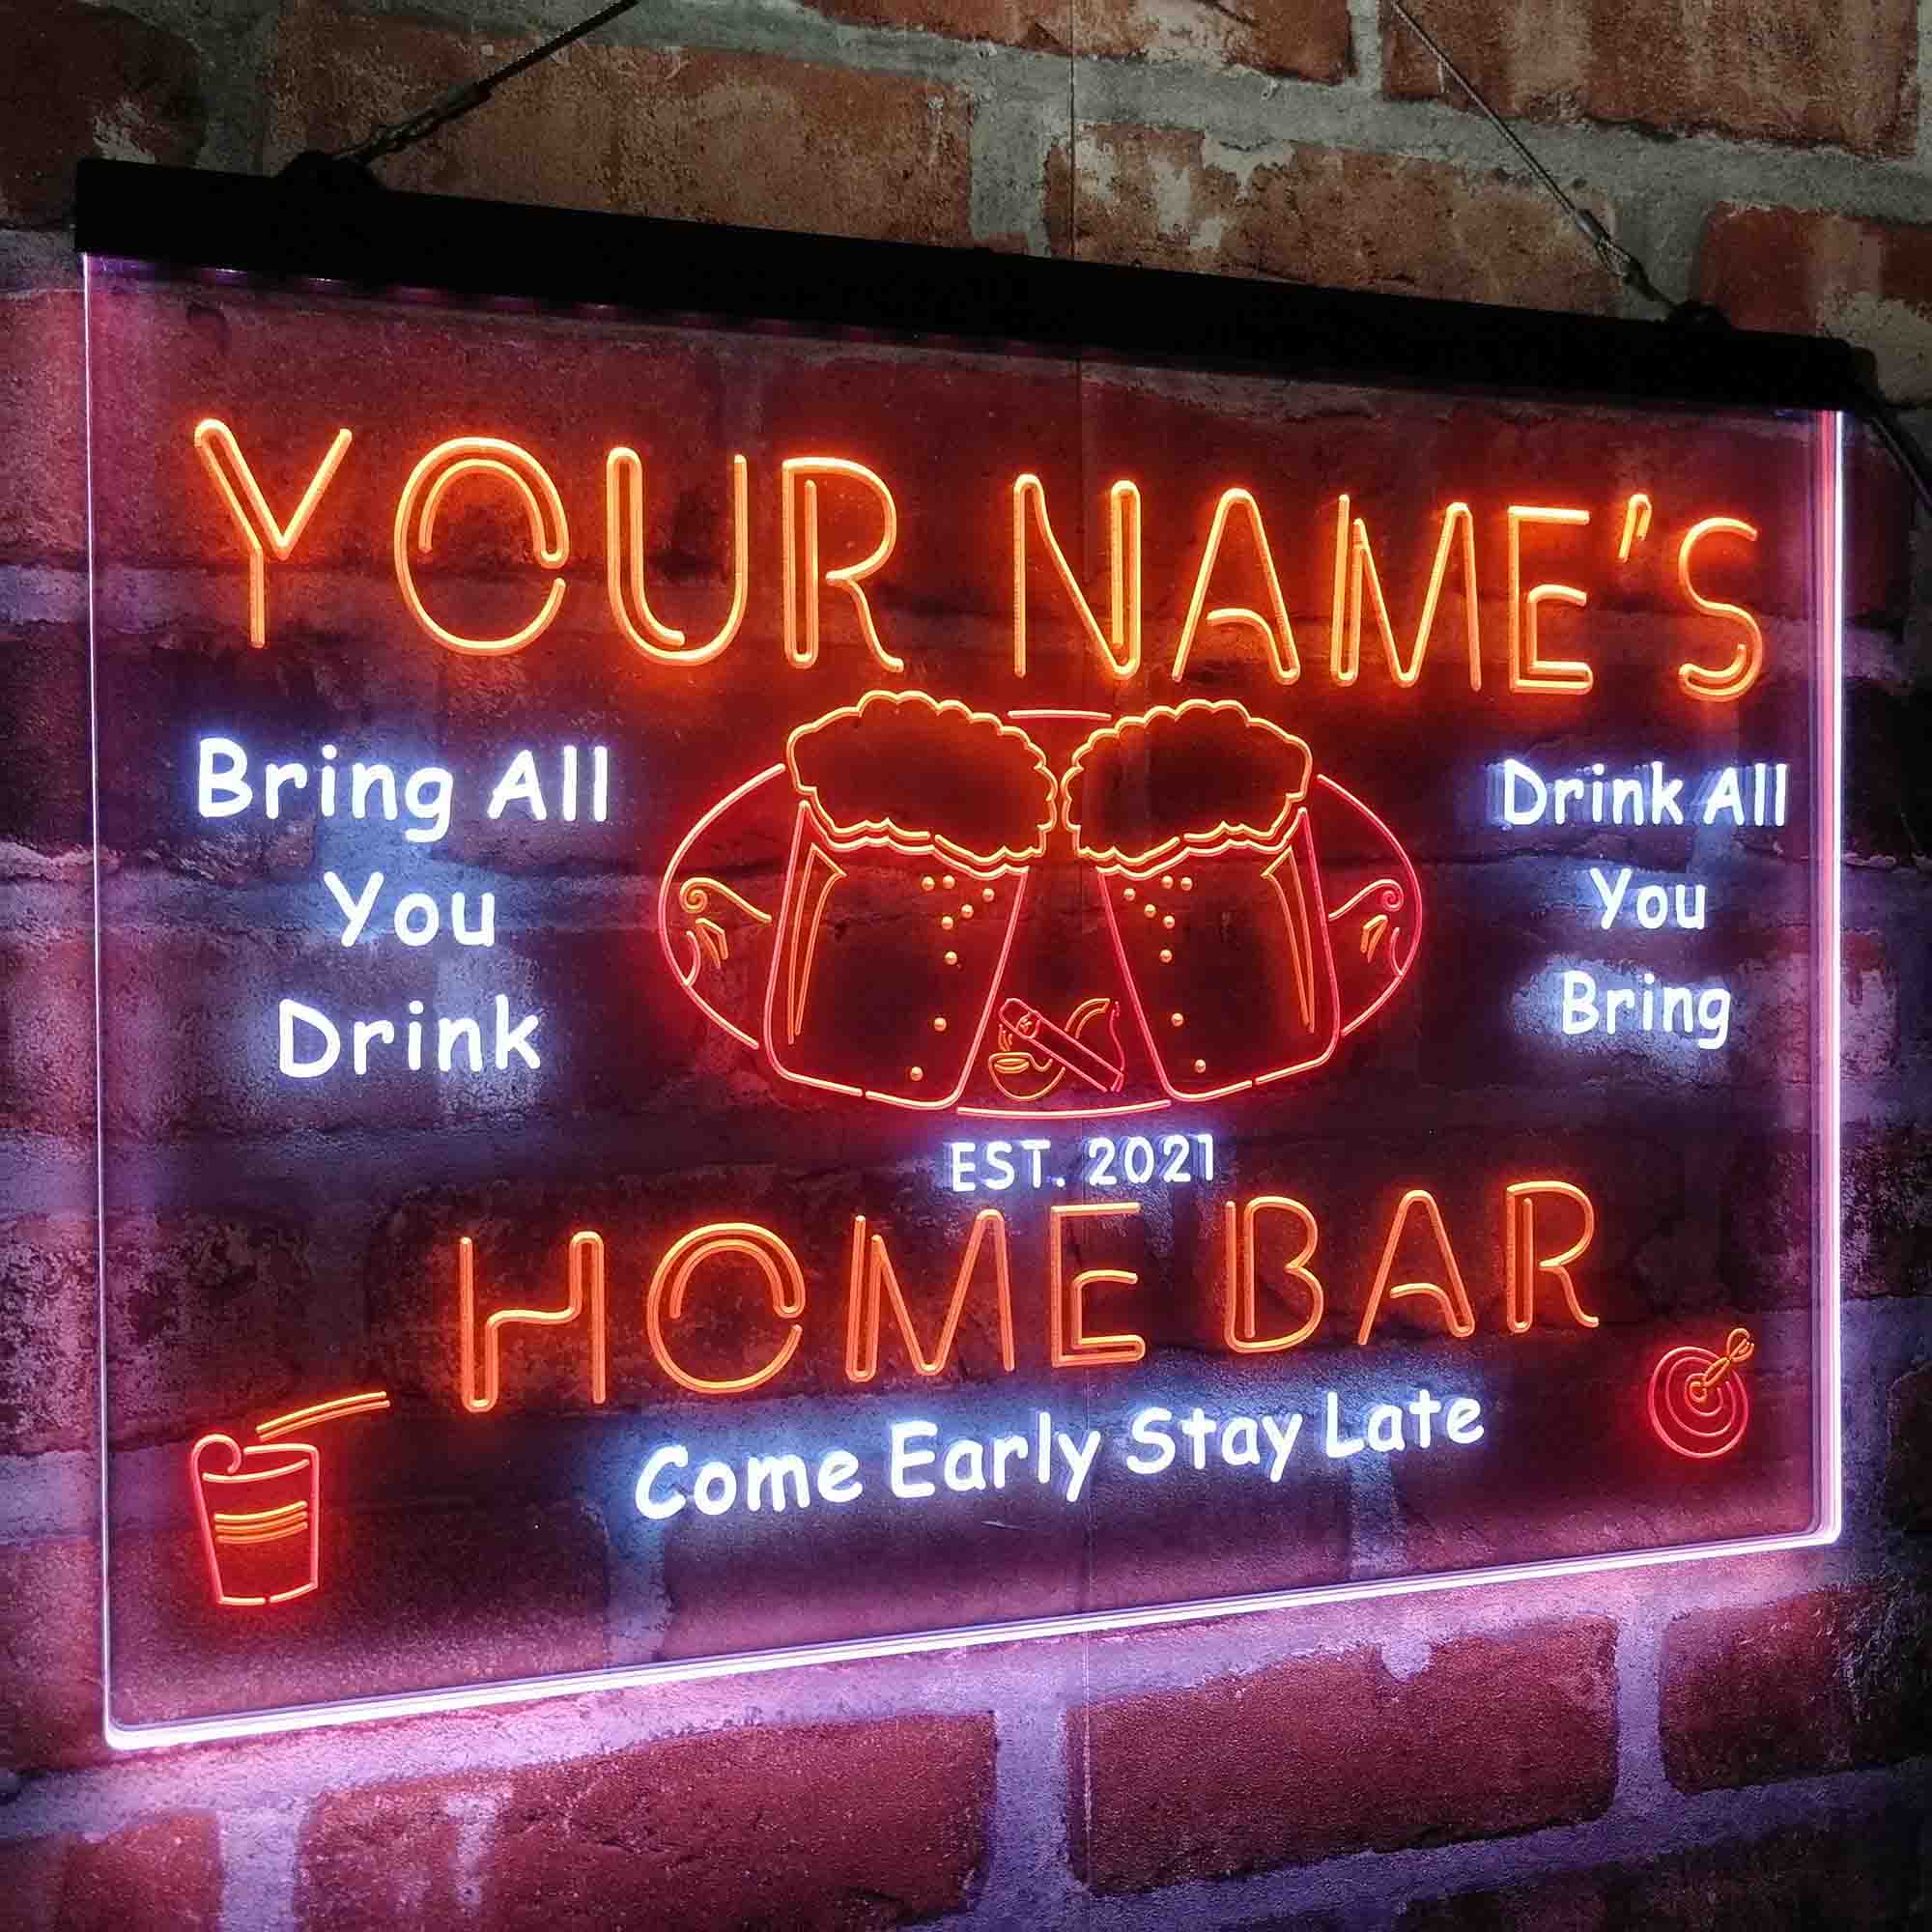 YOUR NAME'S
Bring All
You
Drink
Drink All
You
Bring
EST. 2021
HOME BAR
Come Early Stay Late